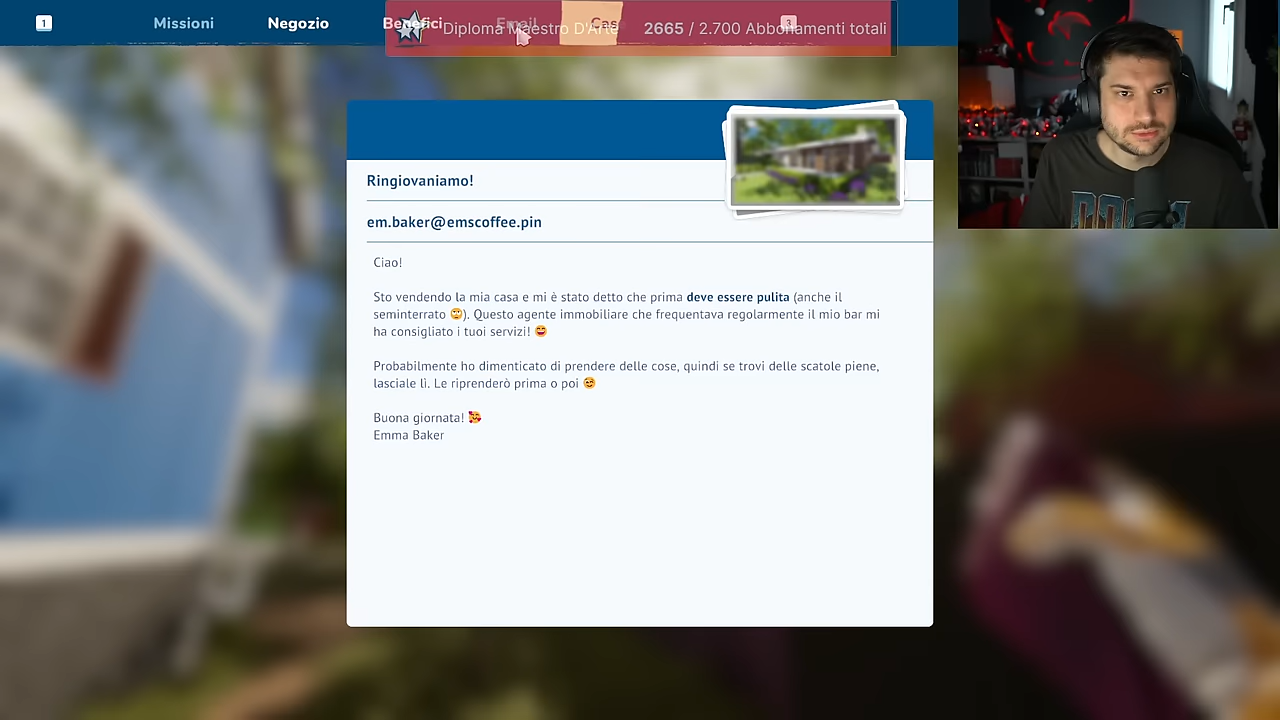 1 Missioni Negozio Benefici Email Case 3
Diploma Maestro D'Arte 2665 / 2.700 Abbonamenti totali
Ringiovaniamo!
em.baker@emscoffee.pin
Ciao!
Sto vendendo la mia casa e mi è stato detto che prima deve essere pulita (anche il
seminterrato 🙄). Questo agente immobiliare che frequentava regolarmente il mio bar mi
ha consigliato i tuoi servizi! 😄
Probabilmente ho dimenticato di prendere delle cose, quindi se trovi delle scatole piene,
lasciale lì. Le riprenderò prima o poi 😊
Buona giornata! 🥰
Emma Baker